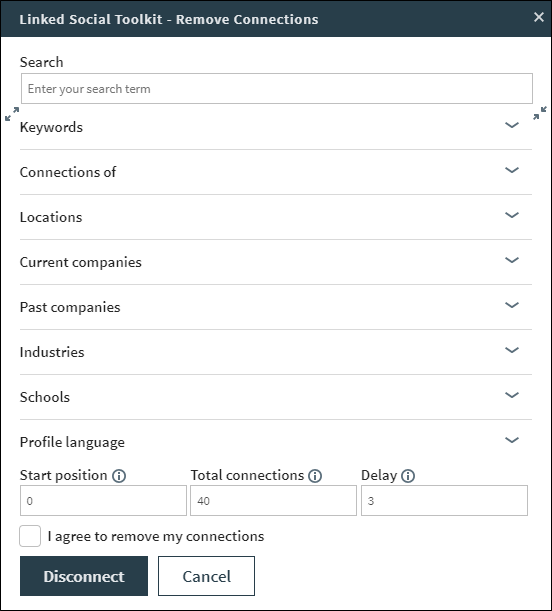 Linked Social Toolkit - Remove Connections
Search
Enter your search term
Keywords
Connections of
Locations
Current companies
Past companies
Industries
Schools
Profile language
Start position Total connections Delay
0 40 3
I agree to remove my connections
Disconnect Cancel